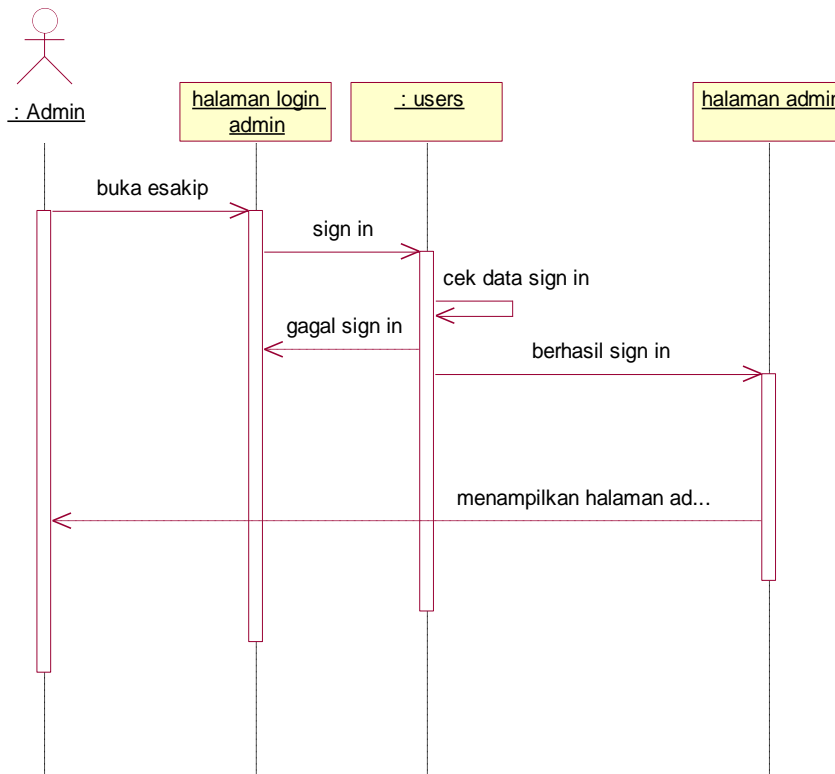 : Admin
halaman login
admin
: users
halaman admin
buka esakip
sign in
cek data sign in
gagal sign in
berhasil sign in
menampilkan halaman ad...